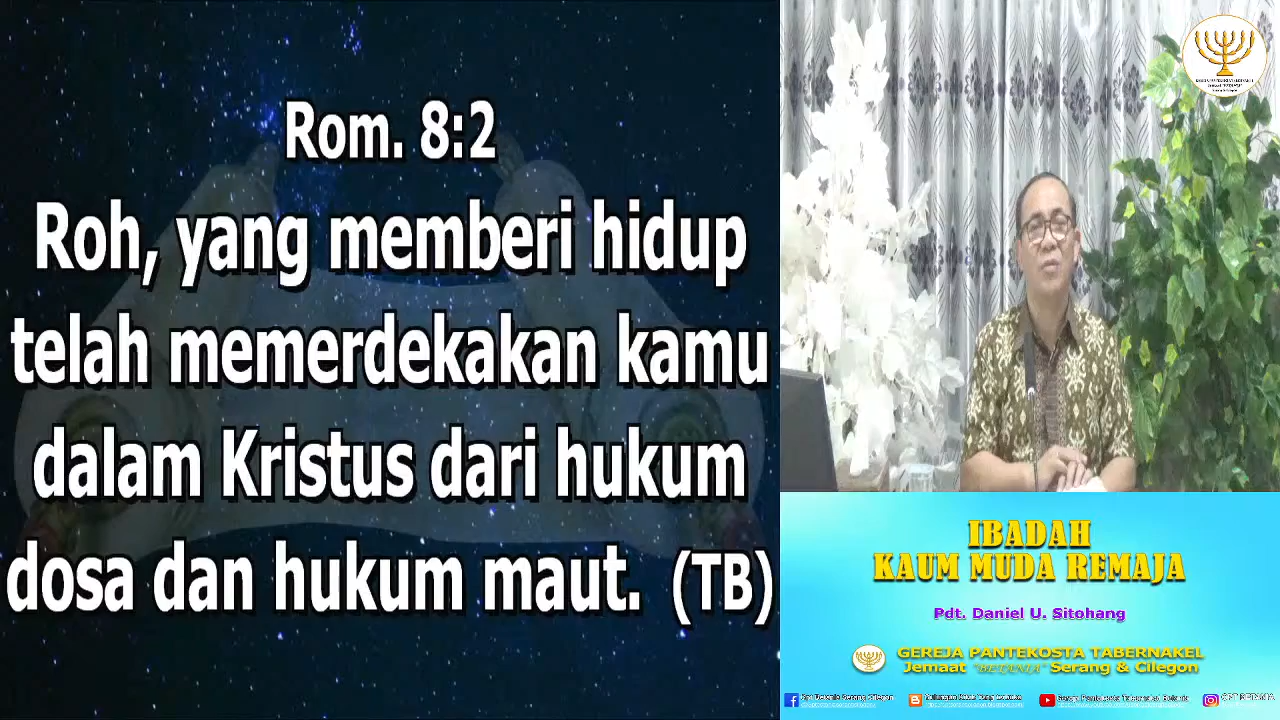 Rom. 8:2
Roh, yang memberi hidup
telah memerdekakan kamu
dalam Kristus dari hukum
dosa dan hukum maut. (TB)
IBADAH
KAUM MUDA REMAJA
Pdt. Daniel U. Sitohang
GEREJA PANTEKOSTA TABERNAKEL
Jemaat "BETANIA" Serang & Cilegon